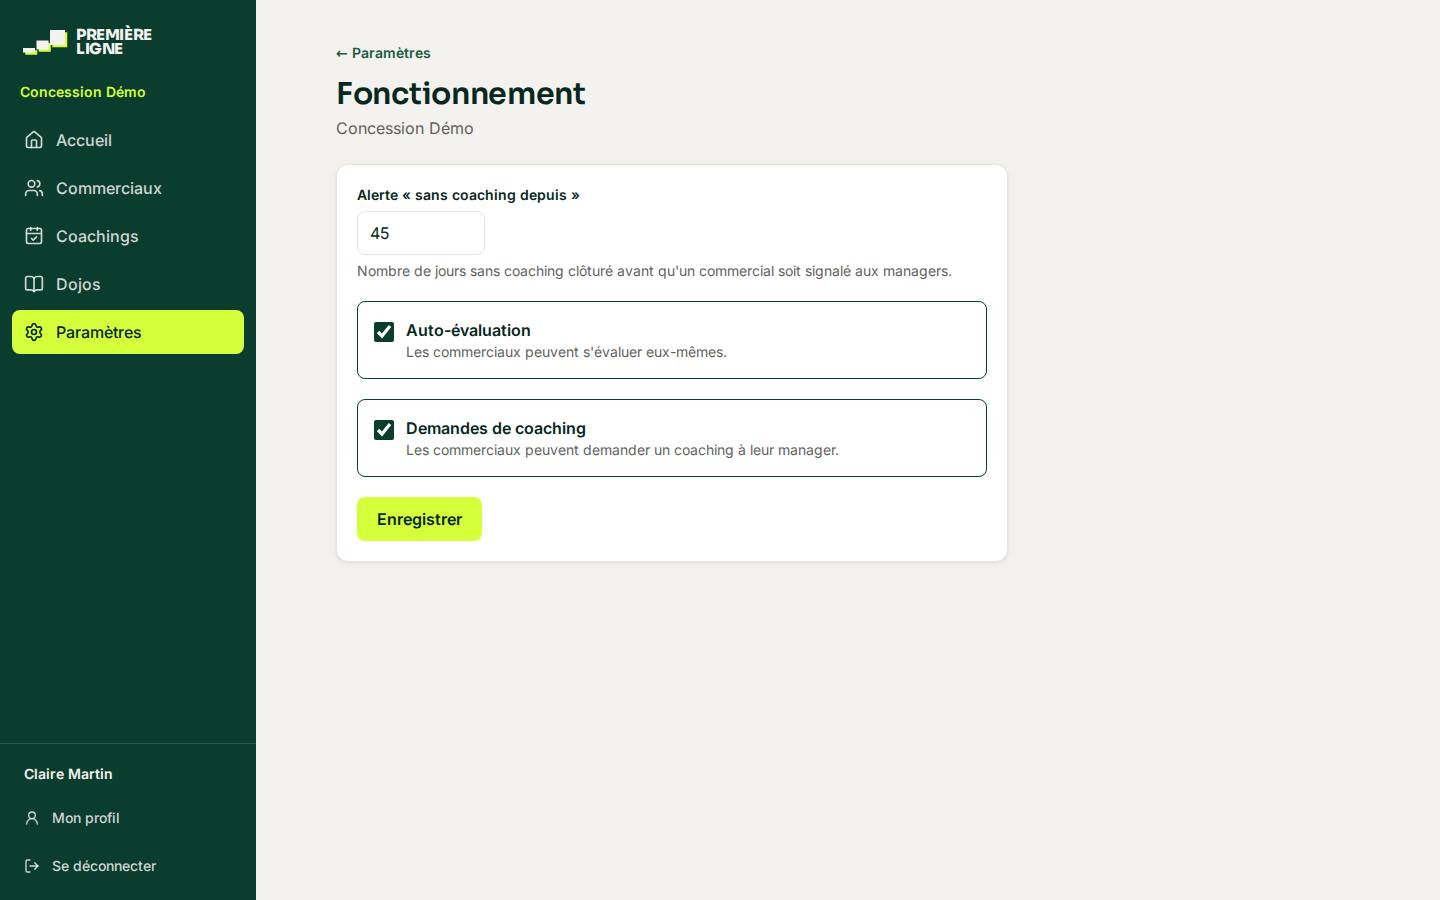 PREMIÈRE
LIGNE
Concession Démo
Accueil
Commerciaux
Coachings
Dojos
Paramètres
Claire Martin
Mon profil
Se déconnecter
← Paramètres
Fonctionnement
Concession Démo
Alerte « sans coaching depuis »
45
Nombre de jours sans coaching clôturé avant qu'un commercial soit signalé aux managers.
Auto-évaluation
Les commerciaux peuvent s'évaluer eux-mêmes.
Demandes de coaching
Les commerciaux peuvent demander un coaching à leur manager.
Enregistrer